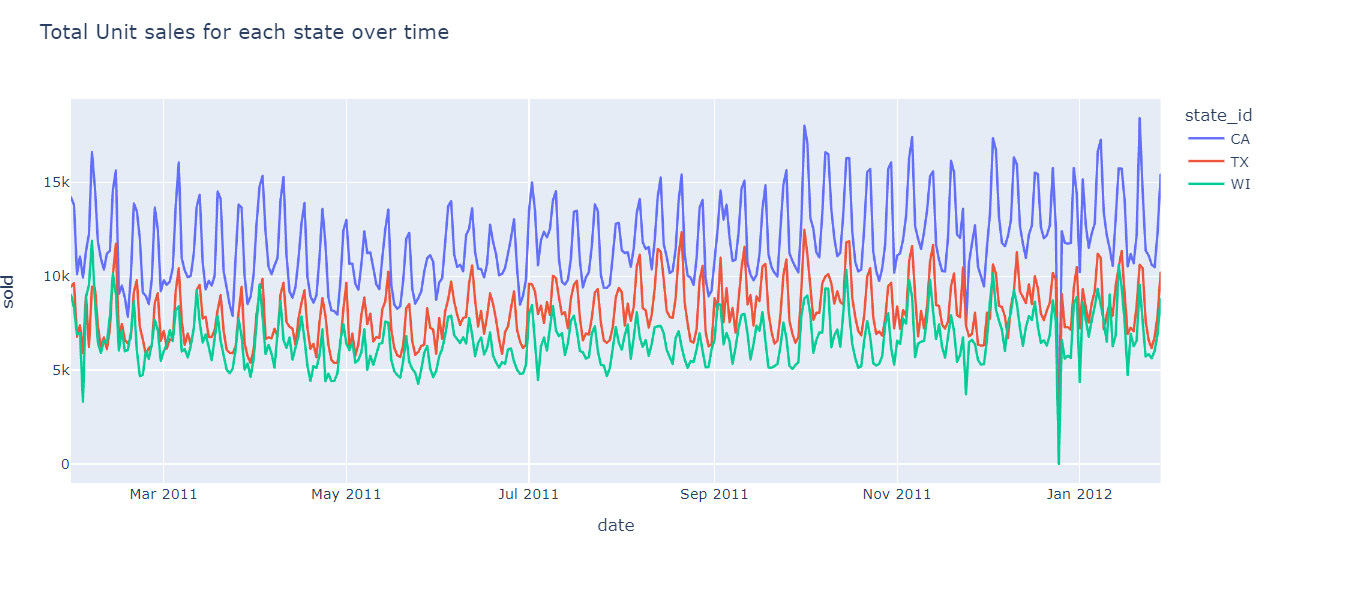 Total Unit sales for each state over time
state_id
CA
TX
WI
sold
15k
10k
5k
0
Mar 2011
May 2011
Jul 2011
Sep 2011
Nov 2011
Jan 2012
date